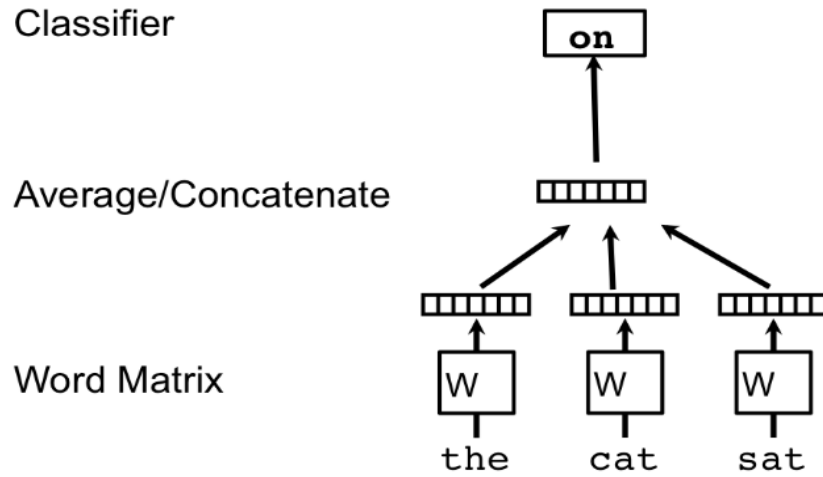 Classifier
on
Average/Concatenate
Word Matrix
W
W
W
the
cat
sat